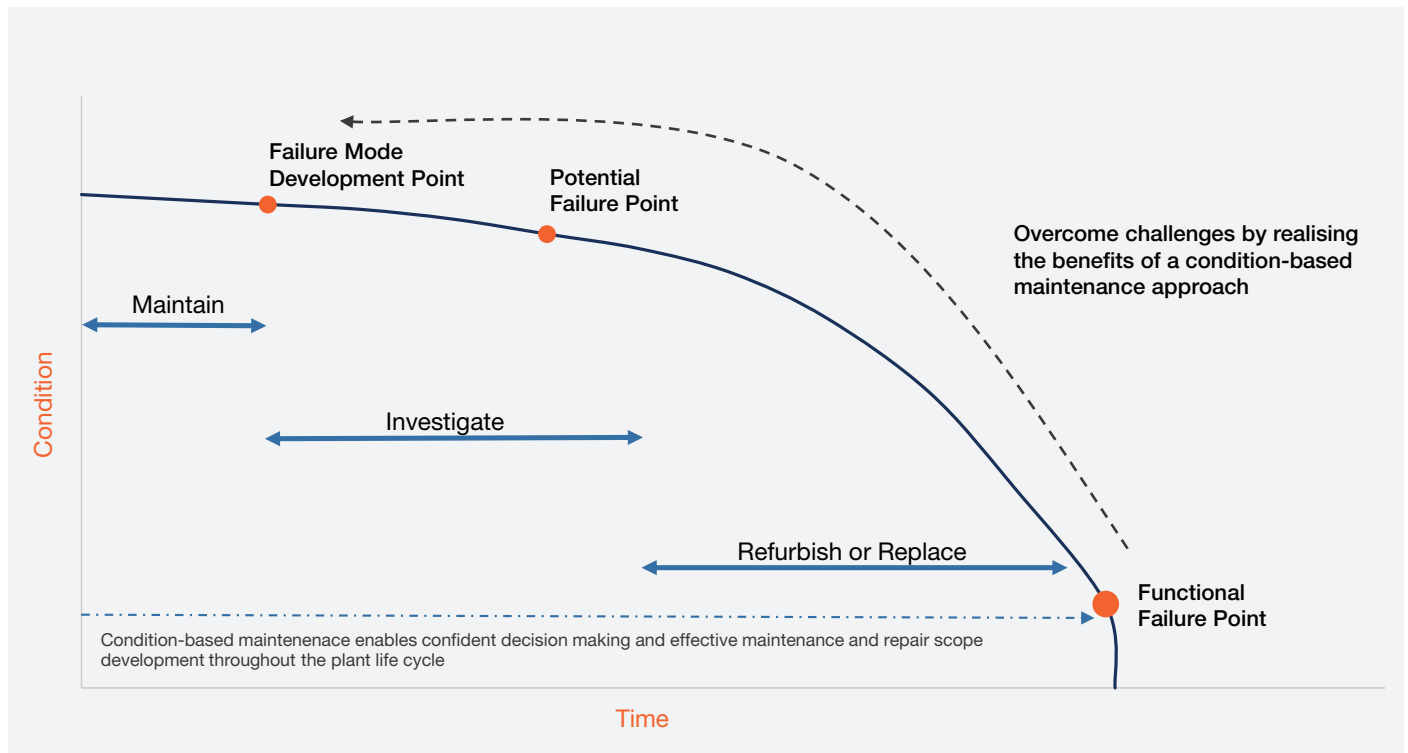 Failure Mode
Development Point
Potential
Failure Point
Overcome challenges by realising
the benefits of a condition-based
maintenance approach
Maintain
Condition
Investigate
Refurbish or Replace
Functional
Failure Point
Condition-based maintenenace enables confident decision making and effective maintenance and repair scope
development throughout the plant life cycle
Time